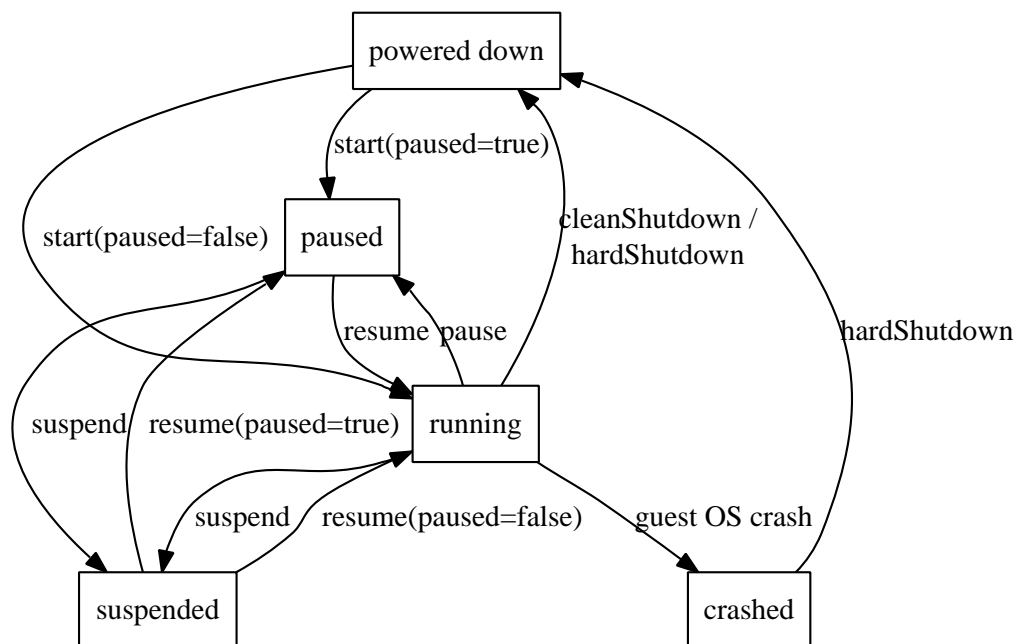 powered down
start(paused=true)
cleanShutdown /
hardShutdown
start(paused=false)
paused
resume
pause
hardShutdown
suspend
resume(paused=true)
running
suspend
resume(paused=false)
guest OS crash
suspended
crashed